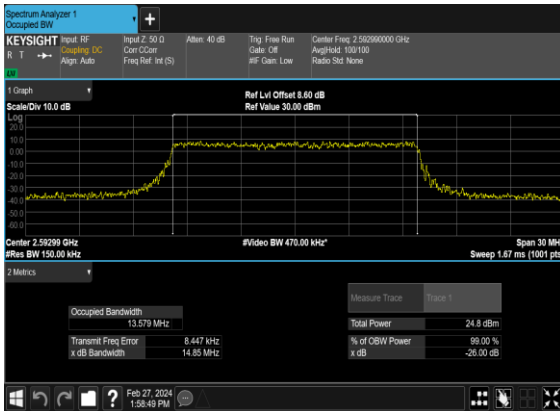 Spectrum Analyzer 1
Occupied BW
KEYSIGHT
R T
LXI
Input: RF
Coupling: DC
Align: Auto
Input Z: 50 Ω
Corr CCorr
Freq Ref: Int (S)
Atten: 40 dB
Trig: Free Run
Gate: Off
#IF Gain: Low
Center Freq: 2.592990000 GHz
Avg|Hold: 100/100
Radio Std: None
1 Graph
Scale/Div 10.0 dB
Ref Lvl Offset 8.60 dB
Ref Value 30.00 dBm
Log
20.0
10.0
0.00
-10.0
-20.0
-30.0
-40.0
-50.0
-60.0
Center 2.59299 GHz
#Res BW 150.00 kHz
#Video BW 470.00 kHz*
Span 30 MH
Sweep 1.67 ms (1001 pts
2 Metrics
Measure Trace
Trace 1
Occupied Bandwidth
13.579 MHz
Total Power
24.8 dBm
Transmit Freq Error
8.447 kHz
% of OBW Power
99.00 %
x dB Bandwidth
14.85 MHz
x dB
-26.00 dB
Feb 27, 2024
1:58:49 PM